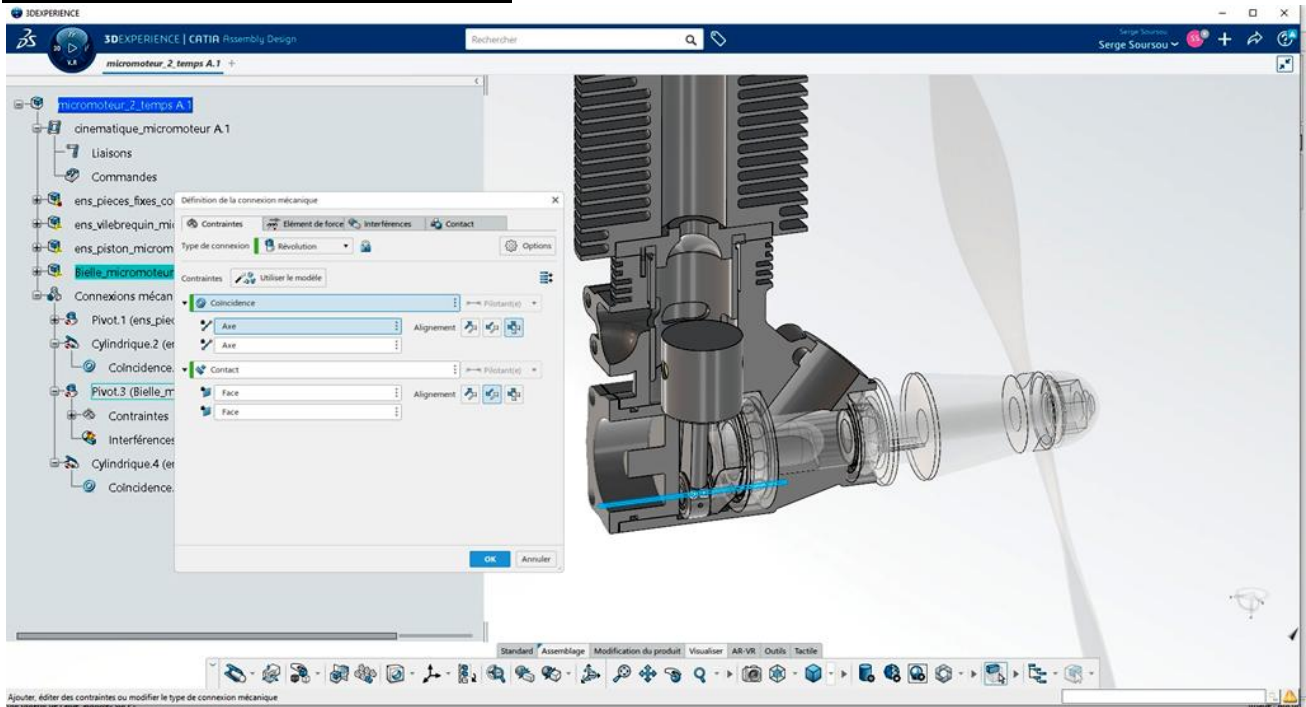 3DEXPERIENCE
3DEXPERIENCE | CATIA Assembly Design
Rechercher
Serge Soursou
Serge Soursou
micromoteur_2_temps A.1
micromoteur_2_temps A.1
cinematique_micromoteur A.1
Liaisons
Commandes
ens_pieces_fixes_co
ens_vilebrequin_mi
ens_piston_microm
Bielle_micromoteur
Connexions mécan
Pivot.1 (ens_piec
Cylindrique.2 (en
Coïncidence.
Pivot.3 (Bielle_m
Contraintes
Interférences
Cylindrique.4 (en
Coïncidence.
Définition de la connexion mécanique
Contraintes Elément de force Interférences Contact
Type de connexion Révolution Options
Contraintes Utiliser le modèle
Coïncidence Pilotant(e)
Axe Alignement
Axe
Contact Pilotant(e)
Face Alignement
Face
OK Annuler
Standard Assemblage Modification du produit Visualiser AR-VR Outils Tactile
Ajouter, éditer des contraintes ou modifier le type de connexion mécanique